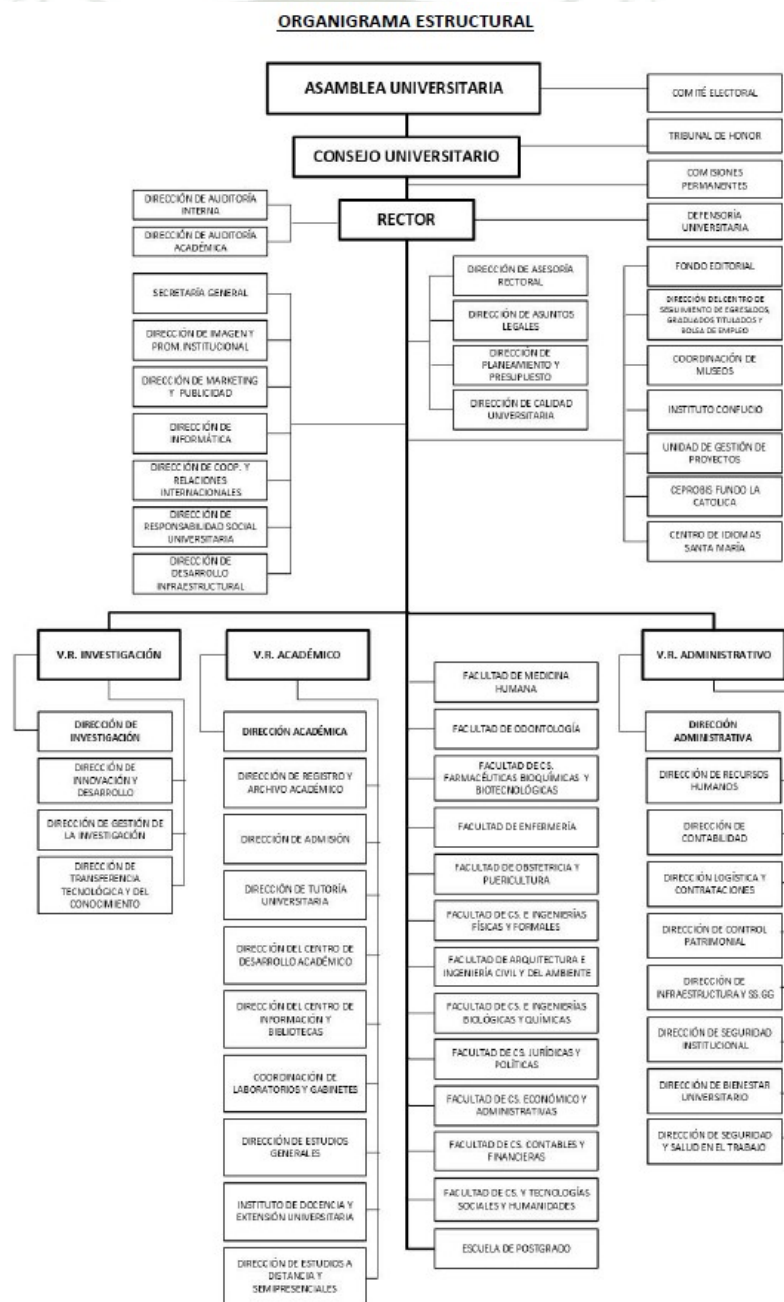 ORGANIGRAMA ESTRUCTURAL
ASAMBLEA UNIVERSITARIA
COMITÉ ELECTORAL
TRIBUNAL DE HONOR
CONSEJO UNIVERSITARIO
COMISIONES
PERMANENTES
DIRECCIÓN DE AUDITORÍA
INTERNA
DIRECCIÓN DE AUDITORÍA
ACADÉMICA
RECTOR
DEFENSORÍA
UNIVERSITARIA
SECRETARÍA GENERAL
DIRECCIÓN DE IMAGEN Y
PROM. INSTITUCIONAL
DIRECCIÓN DE MARKETING
Y PUBLICIDAD
DIRECCIÓN DE
INFORMÁTICA
DIRECCIÓN DE COOP. Y
RELACIONES
INTERNACIONALES
DIRECCIÓN DE
RESPONSABILIDAD SOCIAL
UNIVERSITARIA
DIRECCIÓN DE
DESARROLLO
INFRAESTRUCTURAL
DIRECCIÓN DE ASESORÍA
RECTORAL
DIRECCIÓN DE ASUNTOS
LEGALES
DIRECCIÓN DE
PLANEAMIENTO Y
PRESUPUESTO
DIRECCIÓN DE CALIDAD
UNIVERSITARIA
FONDO EDITORIAL
DIRECCIÓN DEL CENTRO DE
SEGUIMIENTO DE EGRESADOS,
GRADUADOS TITULADOS Y
BOLSA DE EMPLEO
COORDINACIÓN DE
MUSEOS
INSTITUTO CONFUCIO
UNIDAD DE GESTIÓN DE
PROYECTOS
CEPROBIS FUNDO LA
CATOLICA
CENTRO DE IDIOMAS
SANTA MARÍA
V.R. INVESTIGACIÓN
DIRECCIÓN DE
INVESTIGACIÓN
DIRECCIÓN DE
INNOVACIÓN Y
DESARROLLO
DIRECCIÓN DE GESTIÓN DE
LA INVESTIGACIÓN
DIRECCIÓN DE
TRANSFERENCIA
TECNOLÓGICA Y DEL
CONOCIMIENTO
V.R. ACADÉMICO
DIRECCIÓN ACADÉMICA
DIRECCIÓN DE REGISTRO Y
ARCHIVO ACADÉMICO
DIRECCIÓN DE ADMISIÓN
DIRECCIÓN DE TUTORÍA
UNIVERSITARIA
DIRECCIÓN DEL CENTRO DE
DESARROLLO ACADÉMICO
DIRECCIÓN DEL CENTRO DE
INFORMACIÓN Y
BIBLIOTECAS
COORDINACIÓN DE
LABORATORIOS Y GABINETES
DIRECCIÓN DE ESTUDIOS
GENERALES
INSTITUTO DE DOCENCIA Y
EXTENSIÓN UNIVERSITARIA
DIRECCIÓN DE ESTUDIOS A
DISTANCIA Y
SEMIPRESENCIALES
FACULTAD DE MEDICINA
HUMANA
FACULTAD DE ODONTOLOGÍA
FACULTAD DE CS.
FARMACÉUTICAS BIOQUÍMICAS Y
BIOTECNOLÓGICAS
FACULTAD DE ENFERMERÍA
FACULTAD DE OBSTETRICIA Y
PUERICULTURA
FACULTAD DE CS. E INGENIERÍAS
FÍSICAS Y FORMALES
FACULTAD DE ARQUITECTURA E
INGENIERÍA CIVIL Y DEL AMBIENTE
FACULTAD DE CS. E INGENIERÍAS
BIOLÓGICAS Y QUÍMICAS
FACULTAD DE CS. JURÍDICAS Y
POLÍTICAS
FACULTAD DE CS. ECONÓMICO Y
ADMINISTRATIVAS
FACULTAD DE CS. CONTABLES Y
FINANCIERAS
FACULTAD DE CS. Y TECNOLOGÍAS
SOCIALES Y HUMANIDADES
ESCUELA DE POSTGRADO
V.R. ADMINISTRATIVO
DIRECCIÓN
ADMINISTRATIVA
DIRECCIÓN DE RECURSOS
HUMANOS
DIRECCIÓN DE
CONTABILIDAD
DIRECCIÓN LOGÍSTICA Y
CONTRATACIONES
DIRECCIÓN DE CONTROL
PATRIMONIAL
DIRECCIÓN DE
INFRAESTRUCTURA Y SS.GG
DIRECCIÓN DE SEGURIDAD
INSTITUCIONAL
DIRECCIÓN DE BIENESTAR
UNIVERSITARIO
DIRECCIÓN DE SEGURIDAD
Y SALUD EN EL TRABAJO